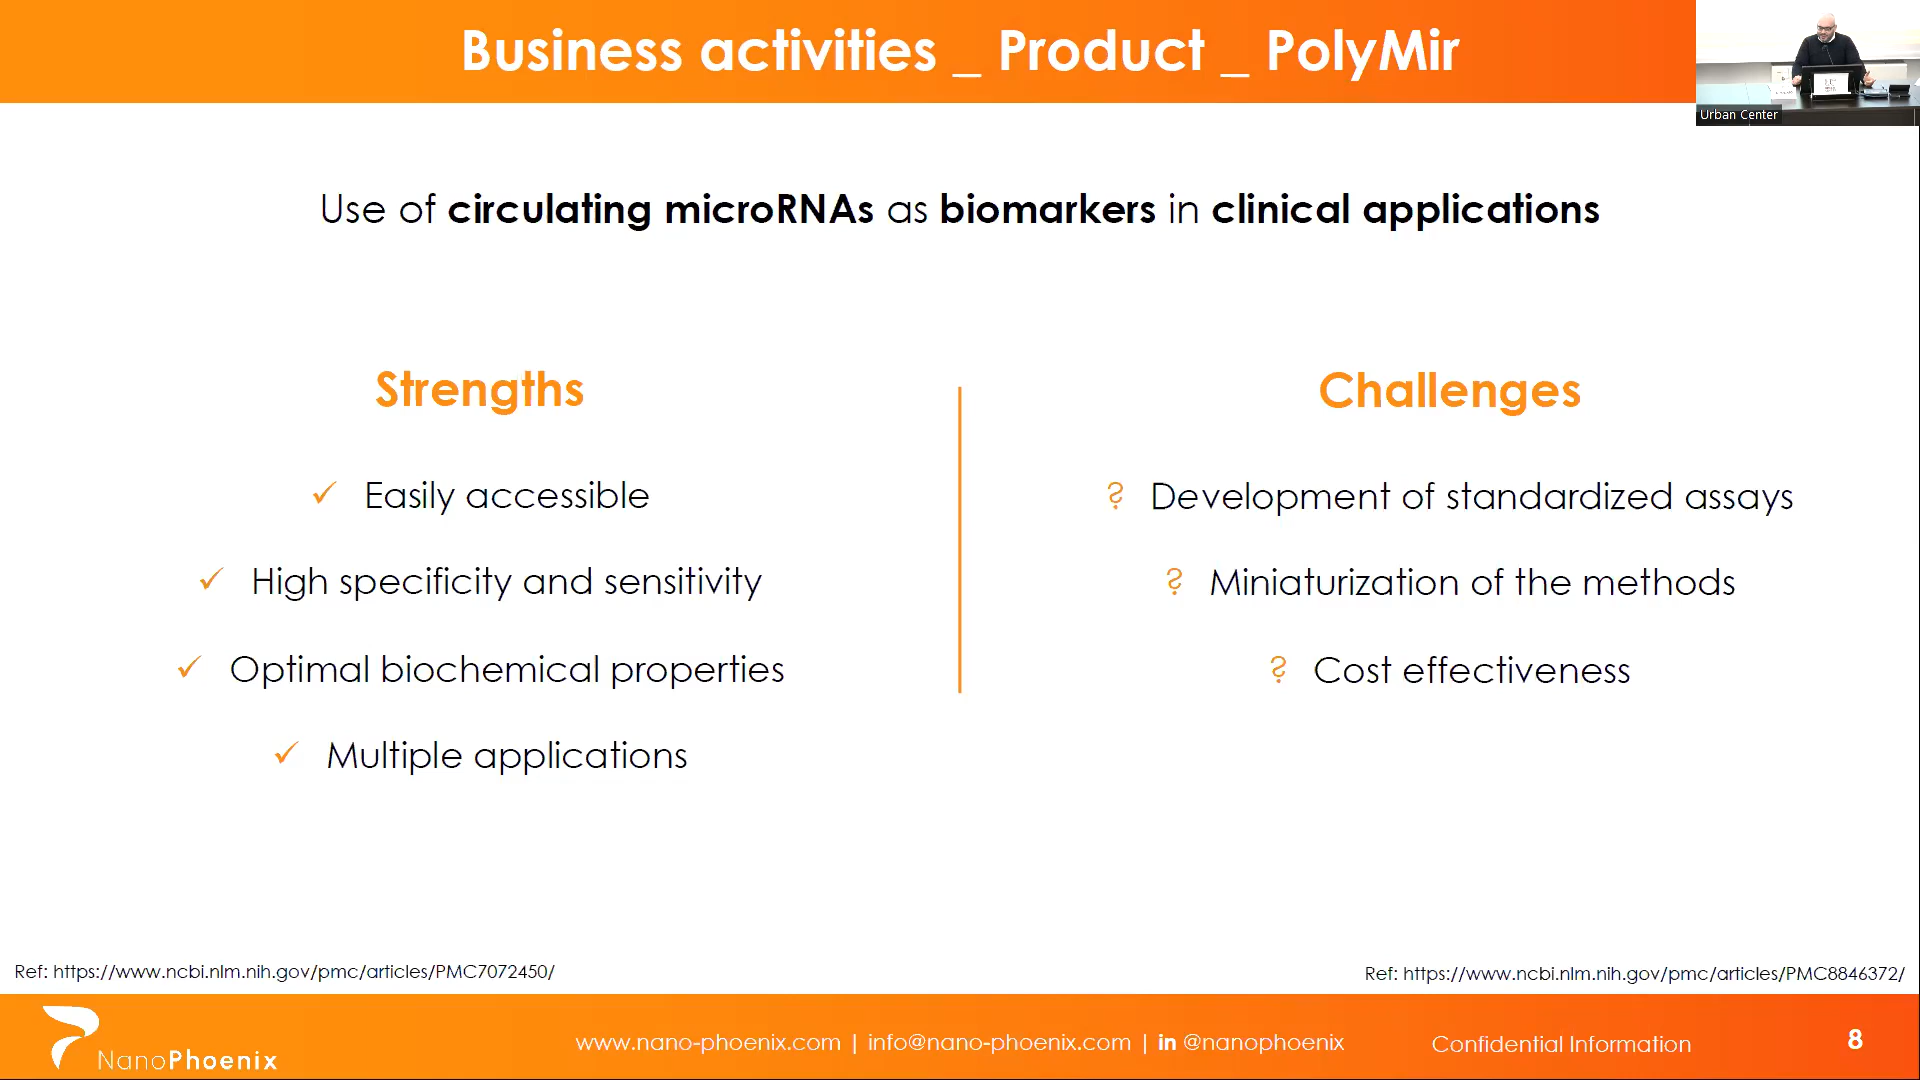 Business activities _ Product _ PolyMir
Urban Center
Use of circulating microRNAs as biomarkers in clinical applications
Strengths
✓ Easily accessible
✓ High specificity and sensitivity
✓ Optimal biochemical properties
✓ Multiple applications
Challenges
? Development of standardized assays
? Miniaturization of the methods
? Cost effectiveness
Ref: https://www.ncbi.nlm.nih.gov/pmc/articles/PMC7072450/
Ref: https://www.ncbi.nlm.nih.gov/pmc/articles/PMC8846372/
NanoPhoenix
www.nano-phoenix.com | info@nano-phoenix.com | in @nanophoenix
Confidential Information
8